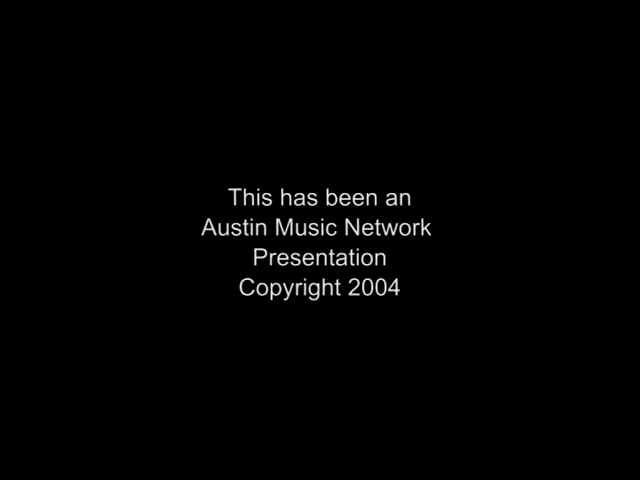 This has been an
Austin Music Network
Presentation
Copyright 2004